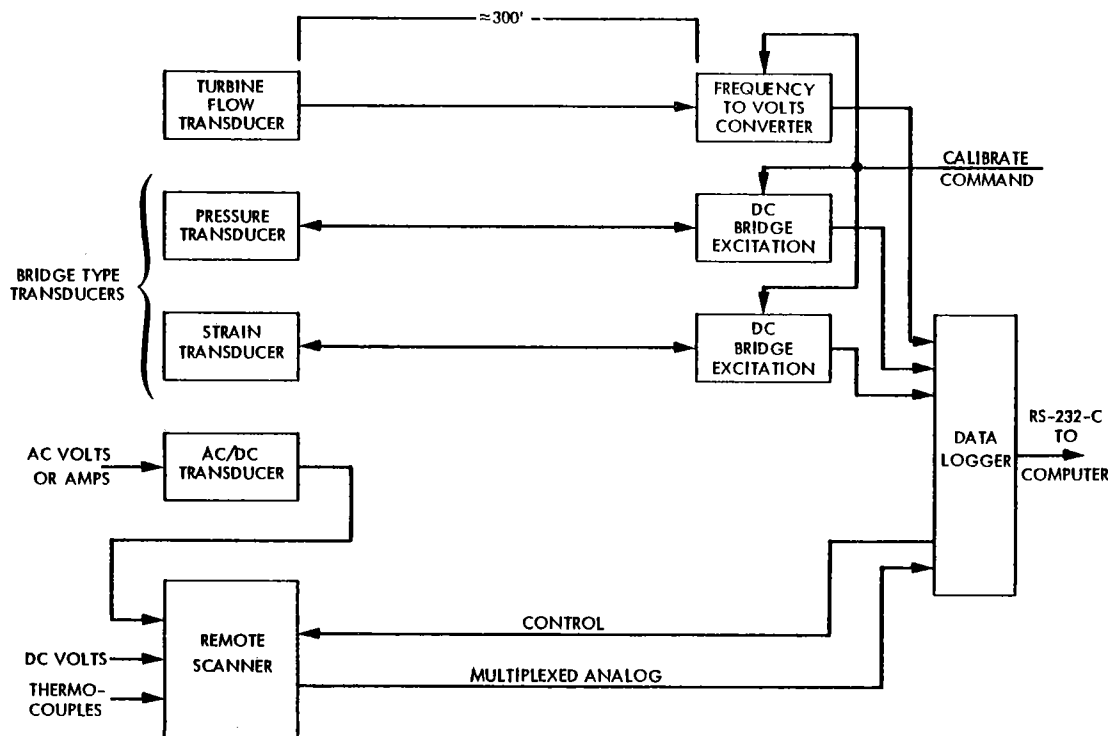 ≈300'
TURBINE
FLOW
TRANSDUCER
FREQUENCY
TO VOLTS
CONVERTER
CALIBRATE
COMMAND
BRIDGE TYPE
TRANSDUCERS
PRESSURE
TRANSDUCER
DC
BRIDGE
EXCITATION
STRAIN
TRANSDUCER
DC
BRIDGE
EXCITATION
AC VOLTS
OR AMPS
AC/DC
TRANSDUCER
DATA
LOGGER
RS-232-C
TO
COMPUTER
DC VOLTS
THERMO-
COUPLES
REMOTE
SCANNER
CONTROL
MULTIPLEXED ANALOG